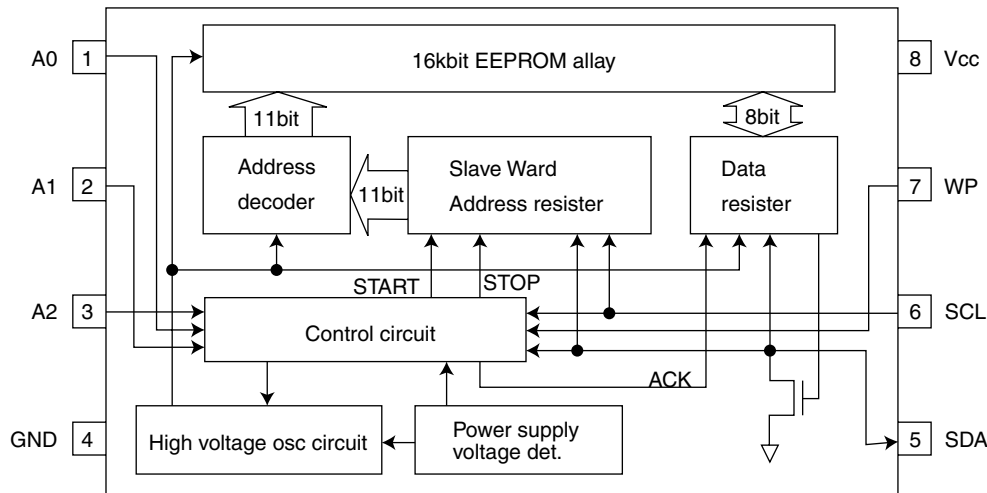 A0 1
16kbit EEPROM allay
8 Vcc
11bit
8bit
A1 2
Address
decoder
11bit
Slave Ward
Address resister
Data
resister
7 WP
START
STOP
A2 3
Control circuit
6 SCL
ACK
GND 4
High voltage osc circuit
Power supply
voltage det.
5 SDA